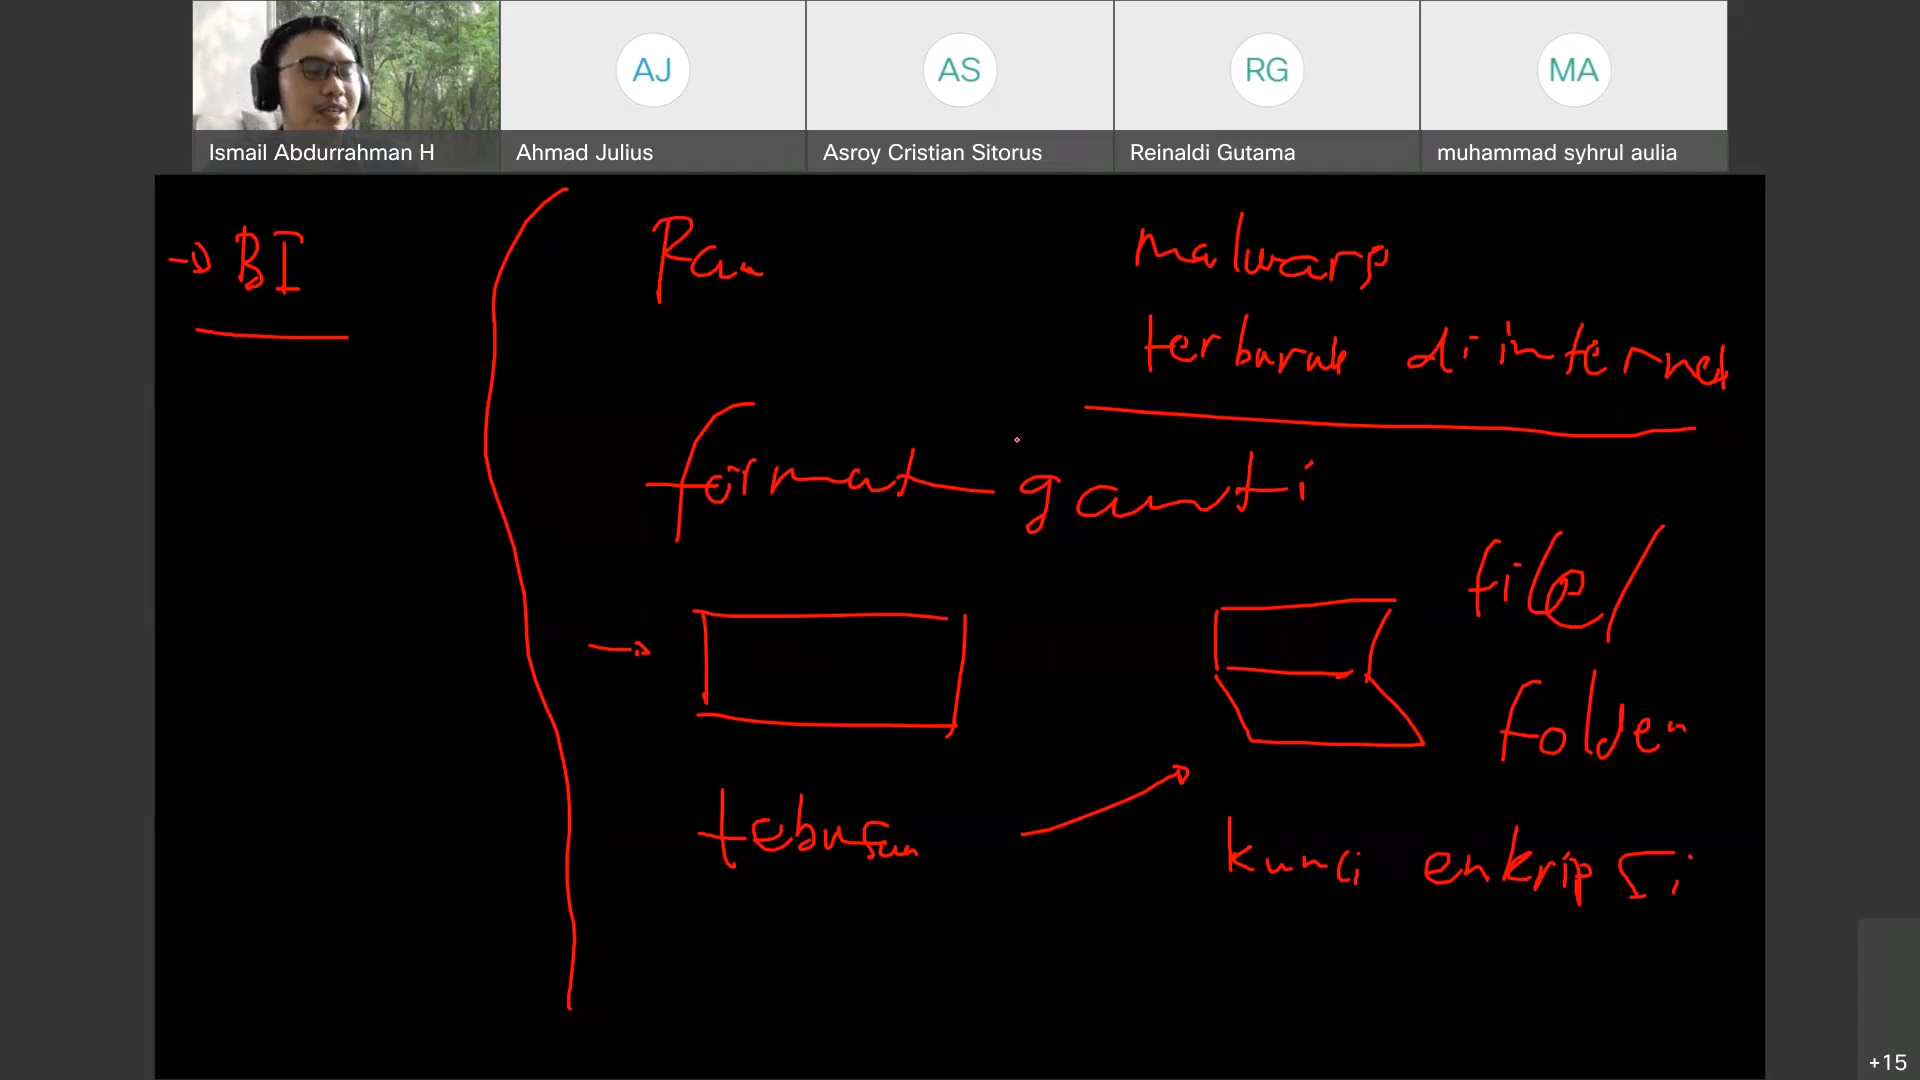 AJ
AS
RG
MA
Ismail Abdurrahman H
Ahmad Julius
Asroy Cristian Sitorus
Reinaldi Gutama
muhammad syhrul aulia
BI
Ran
malware
terburuk di internet
format ganti
file/
folder
tebusan
kunci enkripsi
+15